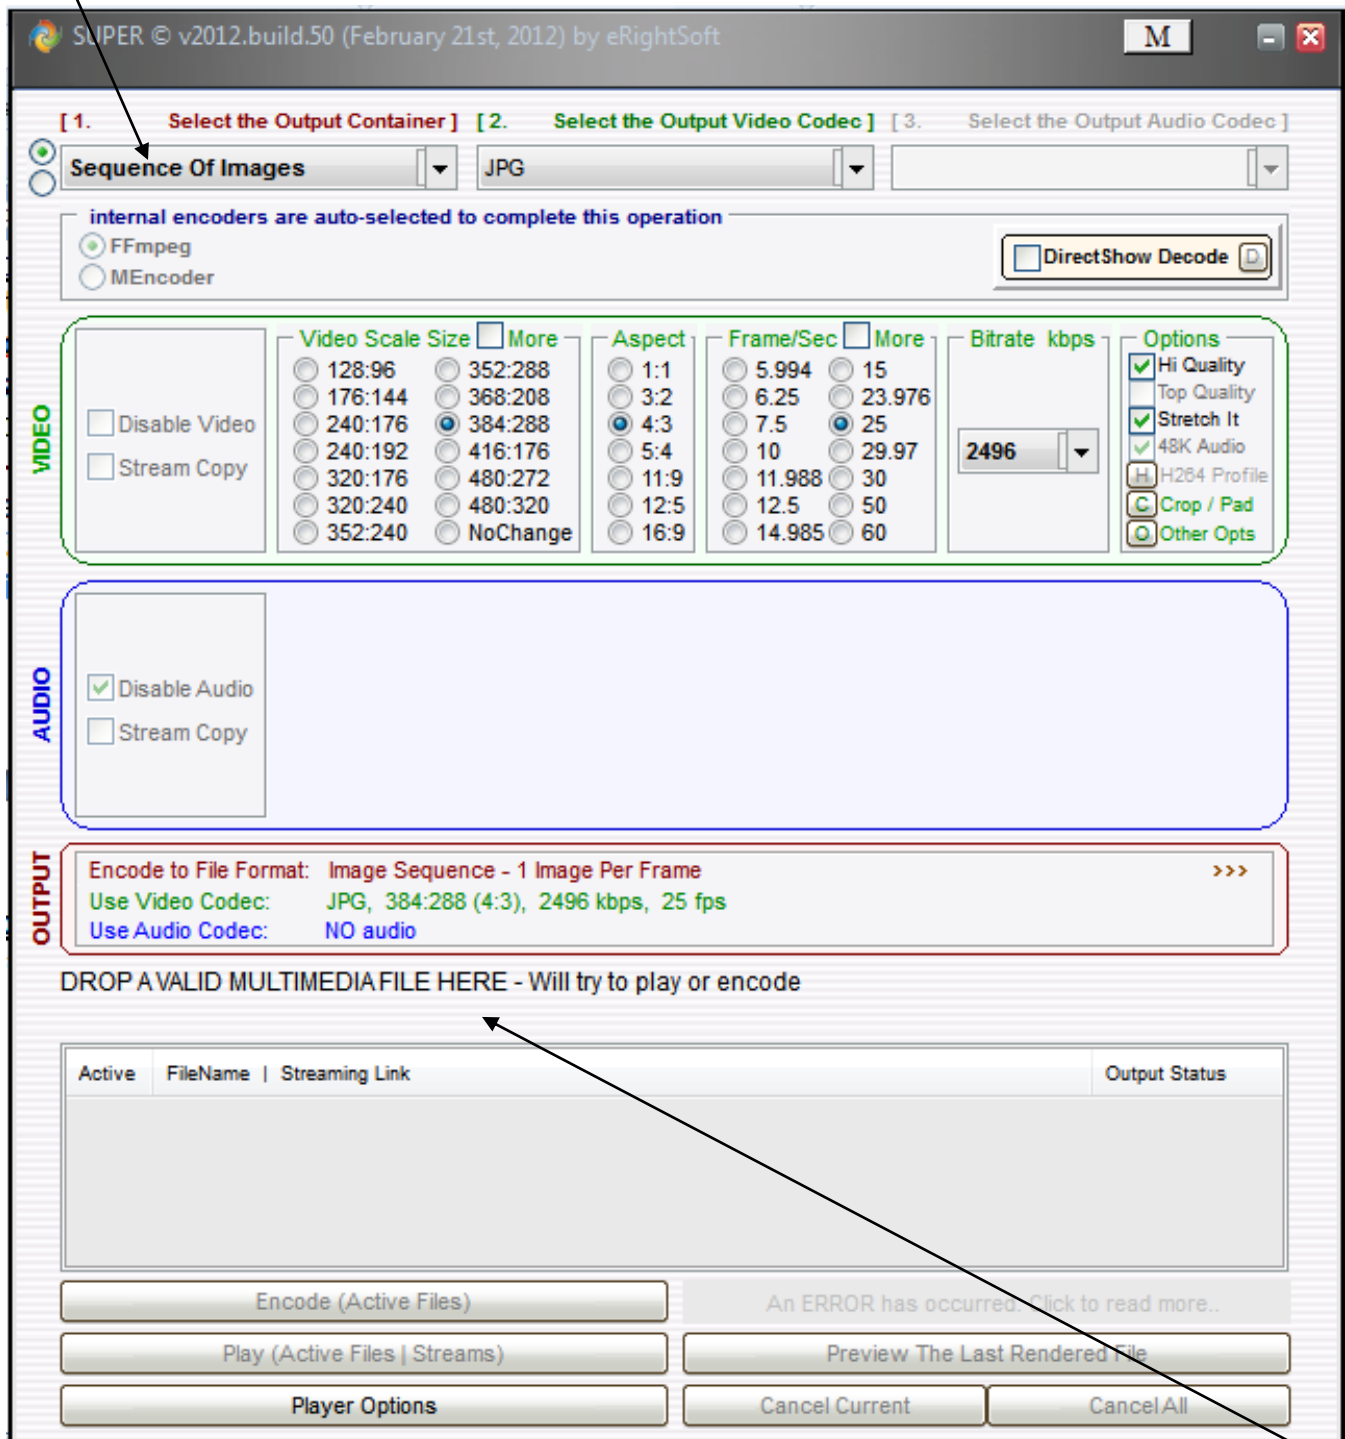 SUPER © v2012.build.50 (February 21st, 2012) by eRightSoft M
[ 1. Select the Output Container ] [ 2. Select the Output Video Codec ] [ 3. Select the Output Audio Codec ]
Sequence Of Images JPG
internal encoders are auto-selected to complete this operation
FFmpeg
MEncoder
DirectShow Decode D
VIDEO
Disable Video
Stream Copy
Video Scale Size More
128:96 352:288
176:144 368:208
240:176 384:288
240:192 416:176
320:176 480:272
320:240 480:320
352:240 NoChange
Aspect
1:1
3:2
4:3
5:4
11:9
12:5
16:9
Frame/Sec More
5.994 15
6.25 23.976
7.5 25
10 29.97
11.988 30
12.5 50
14.985 60
Bitrate kbps
2496
Options
Hi Quality
Top Quality
Stretch It
48K Audio
H H264 Profile
C Crop / Pad
O Other Opts
AUDIO
Disable Audio
Stream Copy
OUTPUT
Encode to File Format: Image Sequence - 1 Image Per Frame >>>
Use Video Codec: JPG, 384:288 (4:3), 2496 kbps, 25 fps
Use Audio Codec: NO audio
DROP A VALID MULTIMEDIA FILE HERE - Will try to play or encode
Active FileName | Streaming Link Output Status
Encode (Active Files) An ERROR has occurred. Click to read more..
Play (Active Files | Streams) Preview The Last Rendered File
Player Options Cancel Current Cancel All